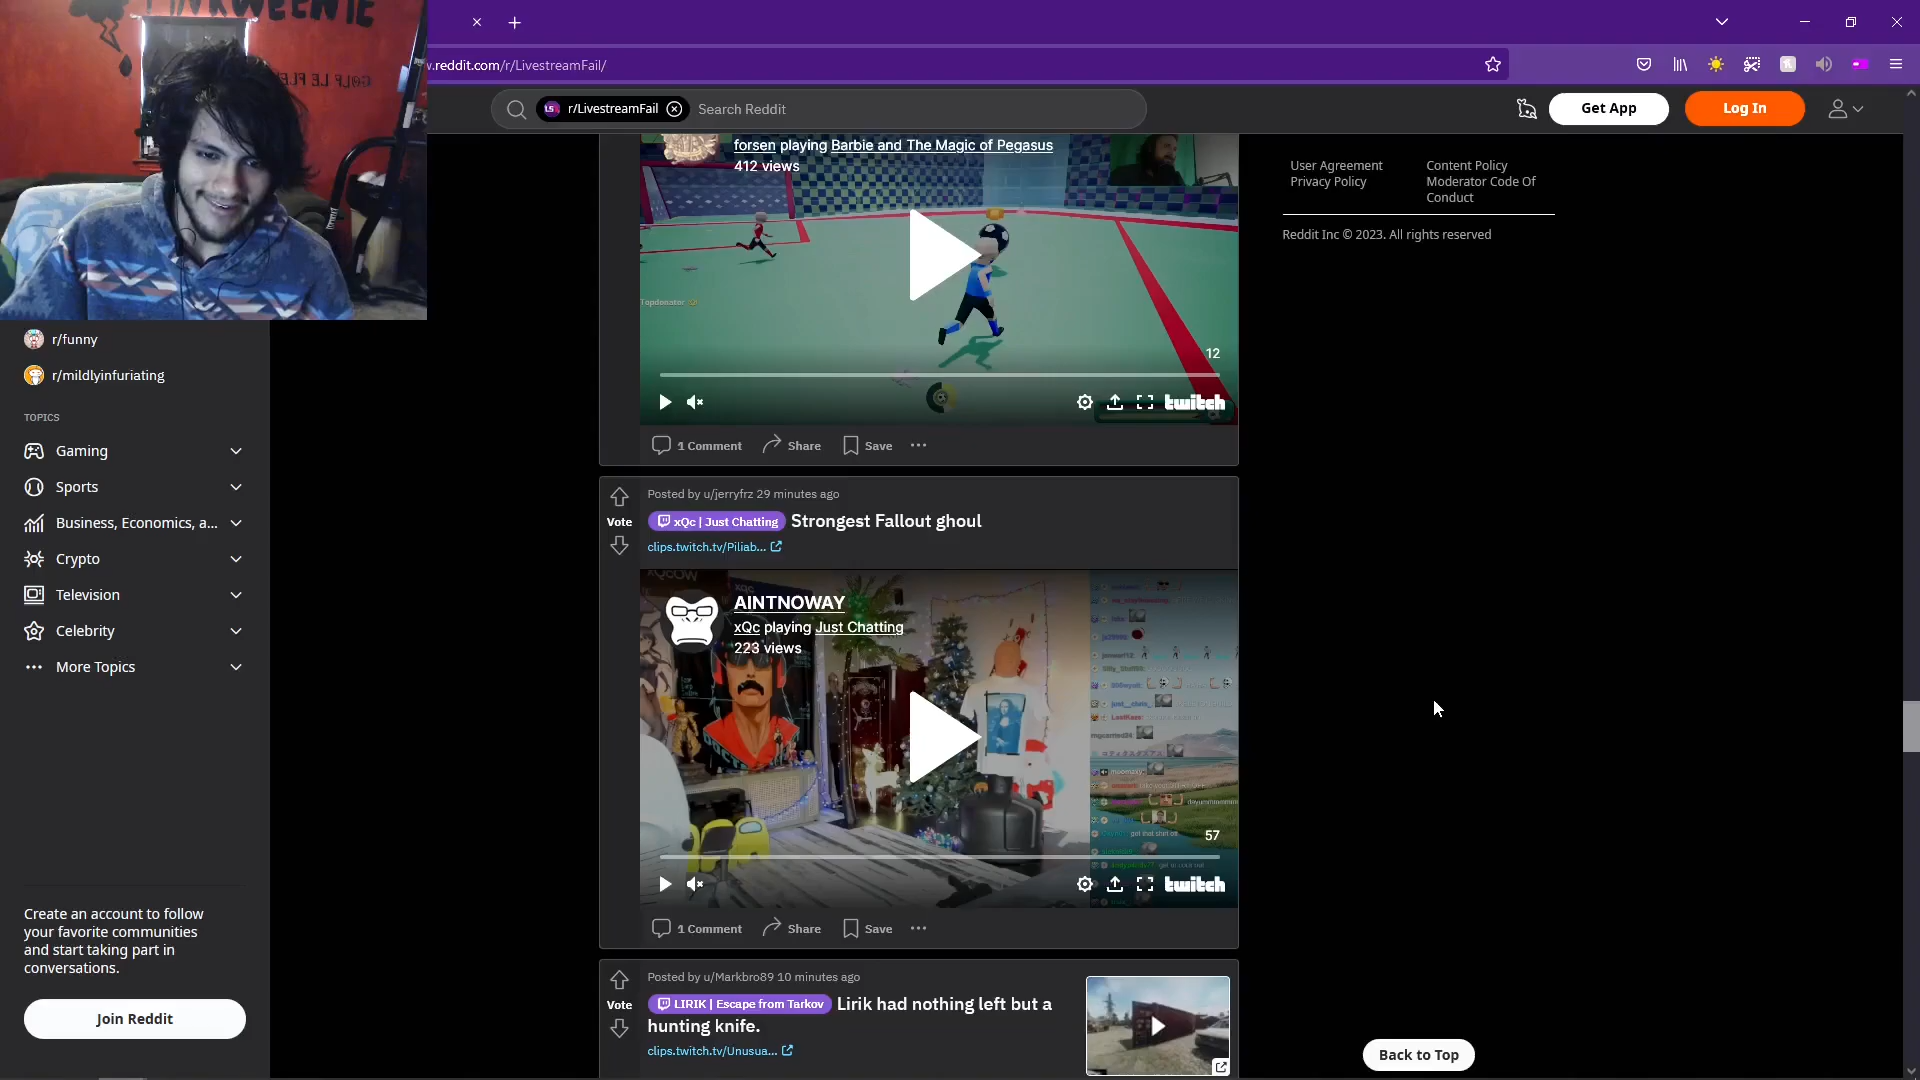 .reddit.com/r/LivestreamFail/
r/LivestreamFail
Search Reddit
Get App
Log In
r/funny
r/mildlyinfuriating
TOPICS
Gaming
Sports
Business, Economics, a...
Crypto
Television
Celebrity
More Topics
Create an account to follow
your favorite communities
and start taking part in
conversations.
Join Reddit
forsen playing Barbie and The Magic of Pegasus
412 views
Topdonator
12
twitch
1 Comment
Share
Save
Posted by u/jerryfrz 29 minutes ago
Vote
xQc | Just Chatting Strongest Fallout ghoul
clips.twitch.tv/Piliab...
AINTNOWAY
xQc playing Just Chatting
223 views
57
twitch
1 Comment
Share
Save
Posted by u/Markbro89 10 minutes ago
Vote
LIRIK | Escape from Tarkov Lirik had nothing left but a
hunting knife.
clips.twitch.tv/Unusua...
User Agreement
Privacy Policy
Content Policy
Moderator Code Of
Conduct
Reddit Inc © 2023. All rights reserved
Back to Top